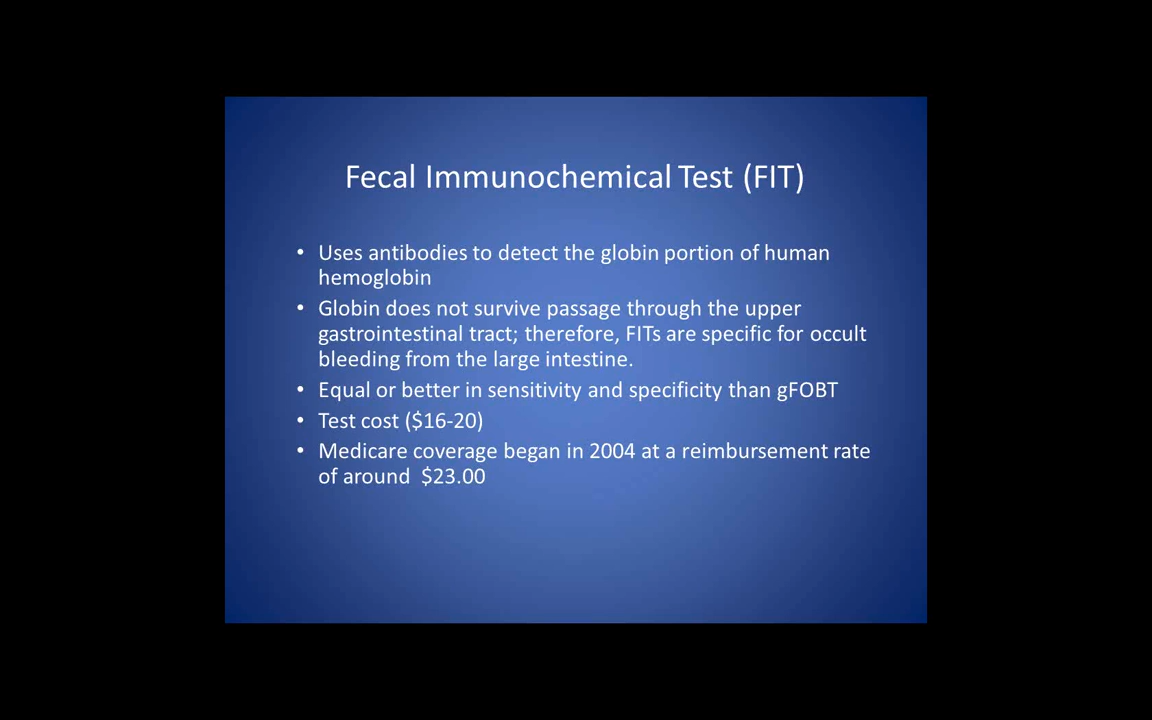 Fecal Immunochemical Test (FIT)
• Uses antibodies to detect the globin portion of human
hemoglobin
• Globin does not survive passage through the upper
gastrointestinal tract; therefore, FITs are specific for occult
bleeding from the large intestine.
• Equal or better in sensitivity and specificity than gFOBT
• Test cost ($16-20)
• Medicare coverage began in 2004 at a reimbursement rate
of around  $23.00